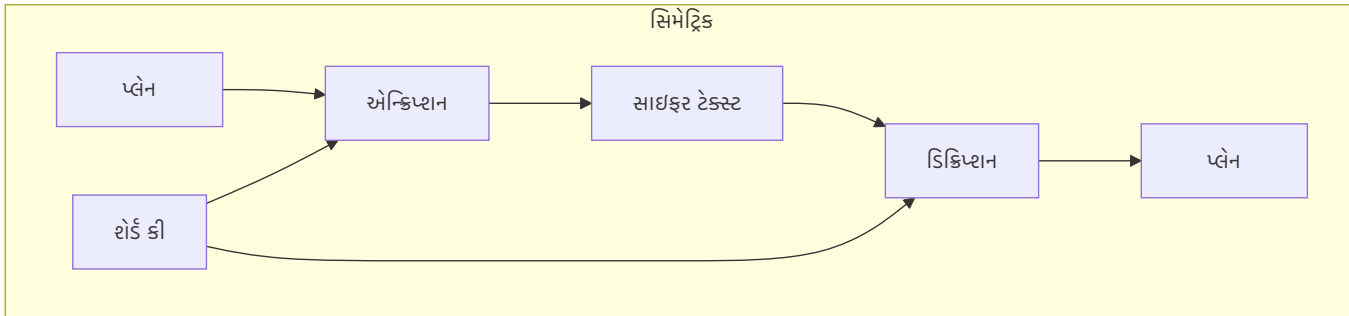 સિમેટ્રિક
પ્લેન
એન્ક્રિપ્શન
સાઇફર ટેક્સ્ટ
ડિક્રિપ્શન
પ્લેન
શેર્ડ કી